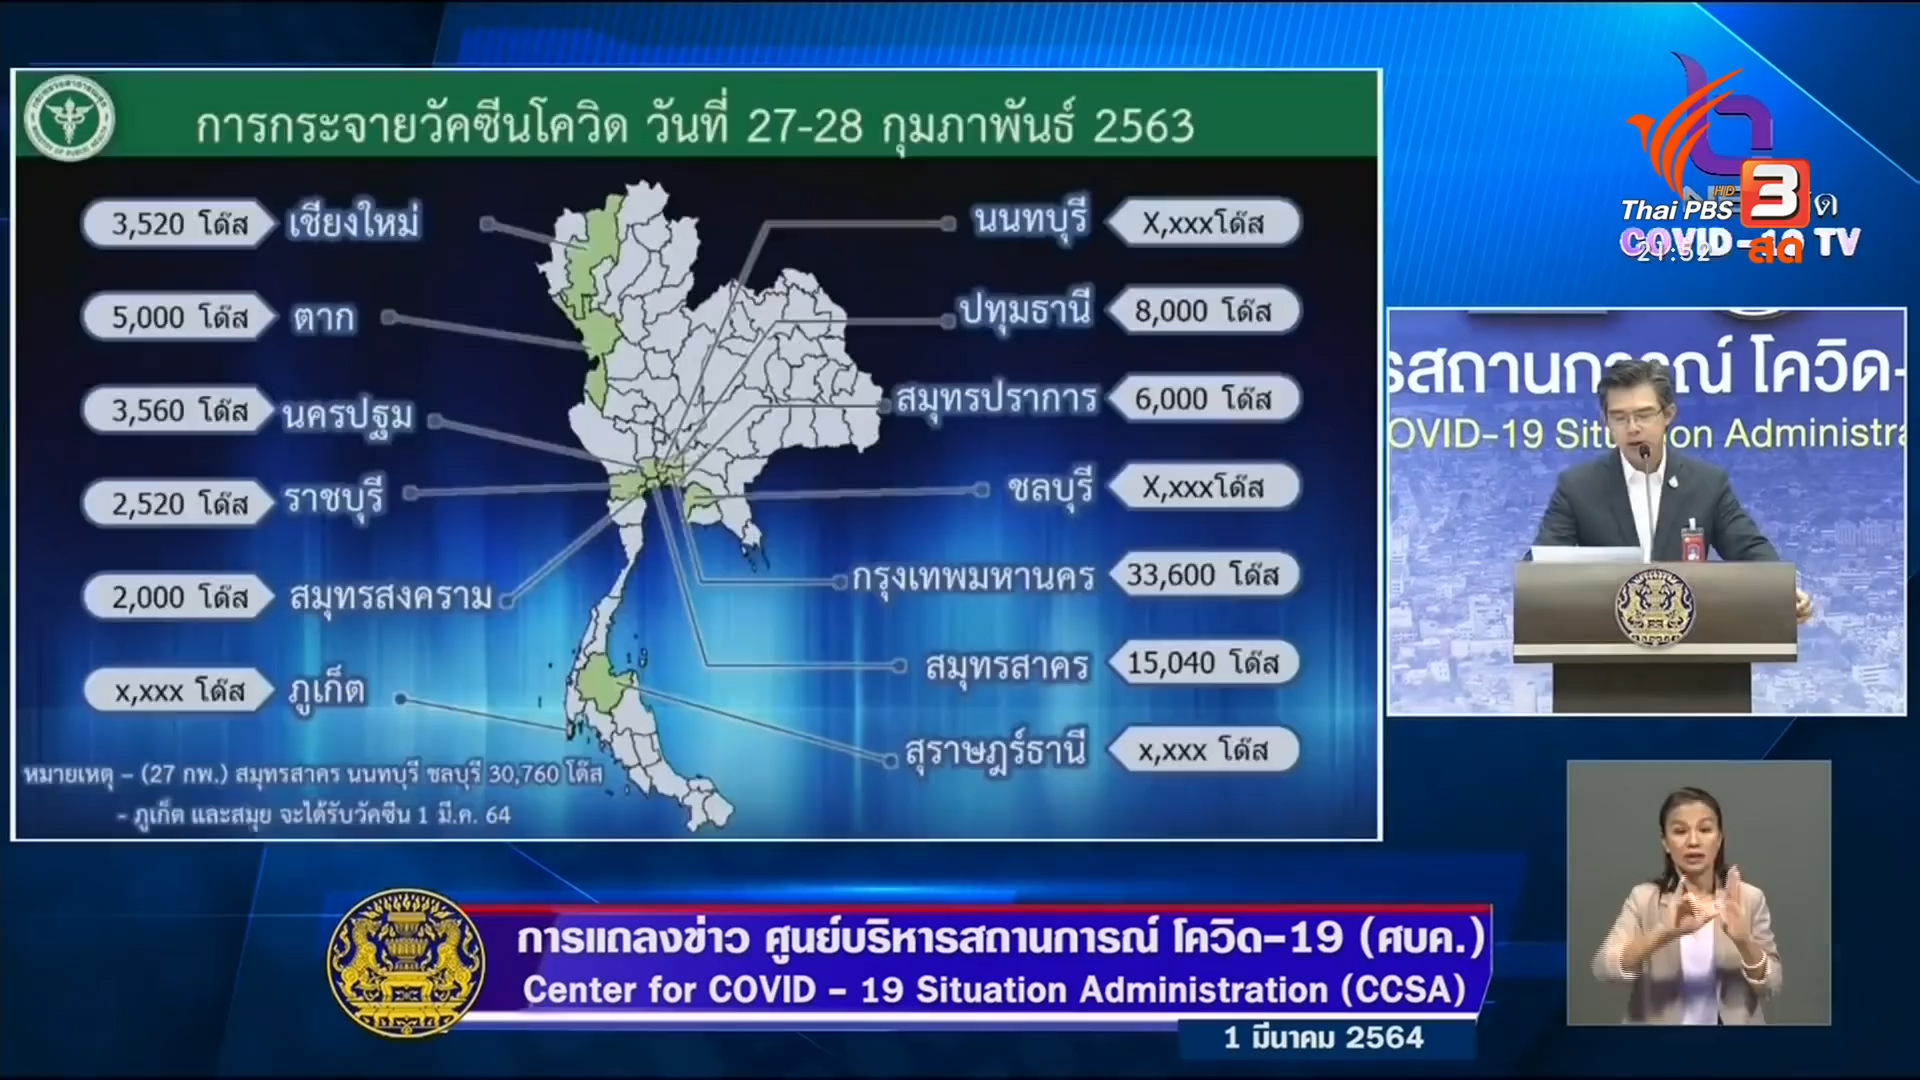 การกระจายวัคซีนโควิด วันที่ 27-28 กุมภาพันธ์ 2563
3,520 โด๊ส เชียงใหม่
5,000 โด๊ส ตาก
3,560 โด๊ส นครปฐม
2,520 โด๊ส ราชบุรี
2,000 โด๊ส สมุทรสงคราม
x,xxx โด๊ส ภูเก็ต
นนทบุรี X,xxxโด๊ส
ปทุมธานี 8,000 โด๊ส
สมุทรปราการ 6,000 โด๊ส
ชลบุรี X,xxxโด๊ส
กรุงเทพมหานคร 33,600 โด๊ส
สมุทรสาคร 15,040 โด๊ส
สุราษฎร์ธานี x,xxx โด๊ส
หมายเหตุ – (27 กพ.) สมุทรสาคร นนทบุรี ชลบุรี 30,760 โด๊ส
- ภูเก็ต และสมุย จะได้รับวัคซีน 1 มี.ค. 64
HD
Thai PBS 3
COVID-19 TV
21:52
สด
รสถานการณ์ โควิด-
OVID-19 Situation Administra
การแถลงข่าว ศูนย์บริหารสถานการณ์ โควิด-19 (ศบค.)
Center for COVID – 19 Situation Administration (CCSA)
1 มีนาคม 2564